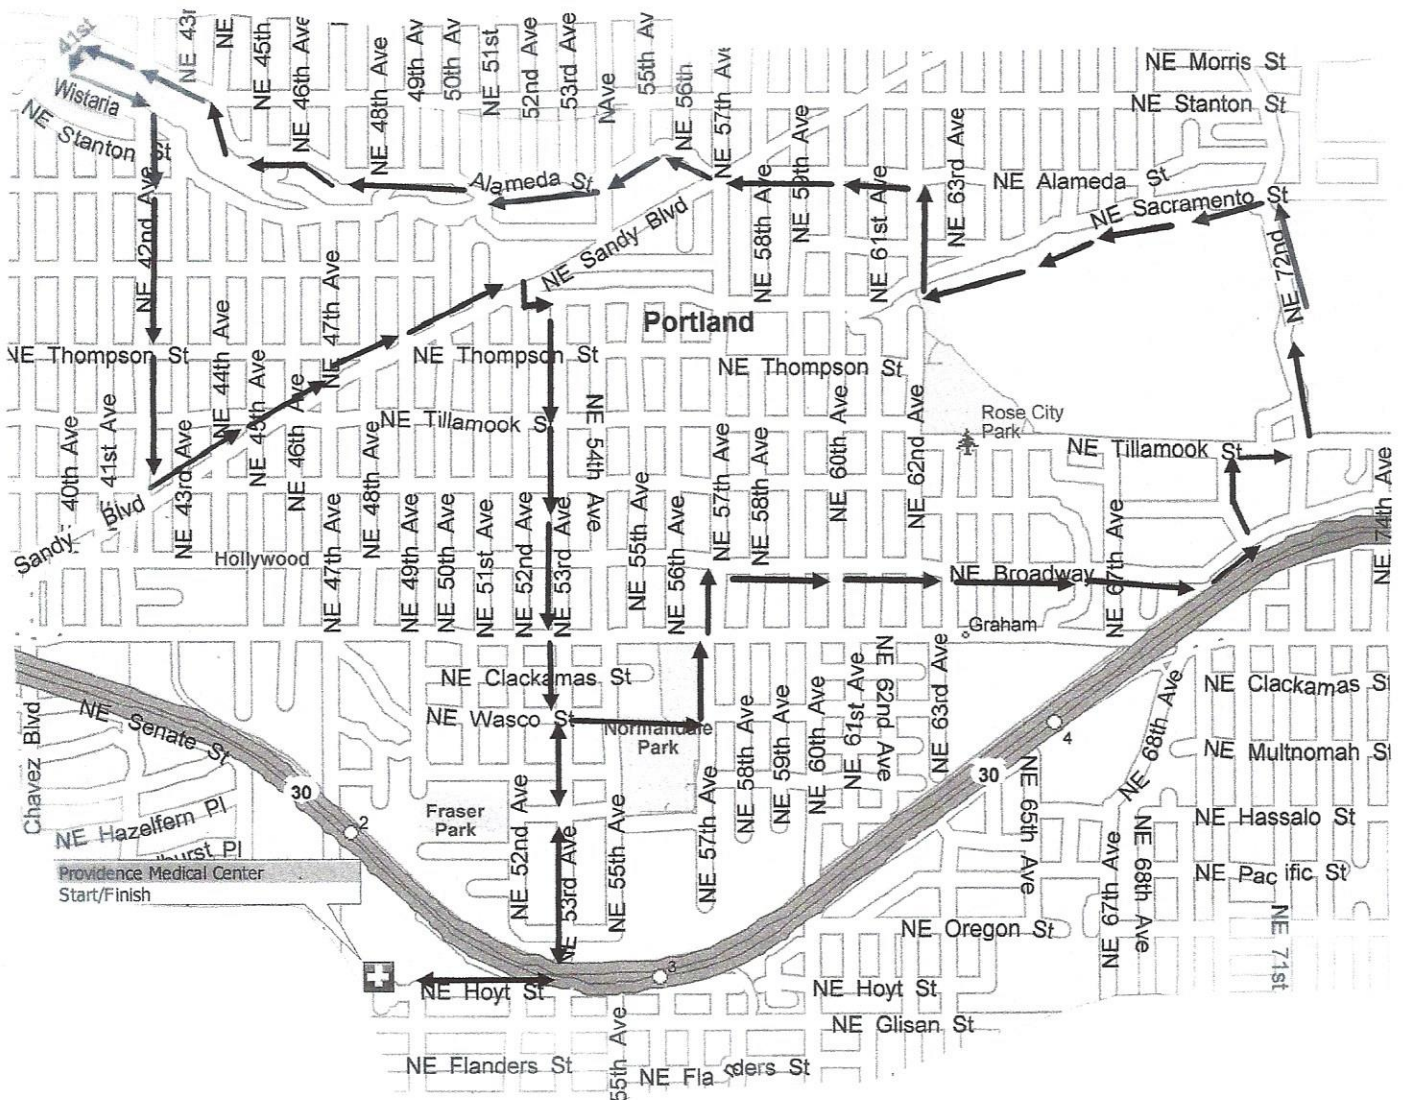 41st
NE 43r
NE
NE 45th
NE 46th Ave
NE 48th Ave
49th Av
50th Av
NE 51st
52nd Ave
53rd Ave
Ave
55th Av
NE 56th
NE 57th Av
NE Morris St
NE Stanton St
Wistaria
NE Stanton St
NE 42nd Ave
Alameda St
NE Sandy Blvd
NE 58th Ave
NE 59th Ave
NE 61st Ave
NE 63rd Ave
NE Alameda St
NE Sacramento St
NE 72nd
NE 47th Ave
NE Thompson St
NE 44th Ave
NE 45th Ave
NE 46th Ave
NE Thompson St
Portland
NE Thompson St
NE Tillamook S
NE 54th Ave
Rose City
Park
NE Tillamook St
40th Ave
41st Ave
NE 43rd Ave
NE 48th Ave
NE 57th Ave
NE 58th Ave
NE 60th Ave
NE 62nd Ave
NE 74th Ave
Sandy Blvd
Hollywood
NE 47th Ave
NE 49th Ave
NE 50th Ave
NE 51st Ave
NE 52nd Ave
NE 53rd Ave
NE 55th Ave
NE 56th Ave
NE Broadway
NE 67th Ave
Graham
NE Clackamas St
NE Wasco St
Normandale
Park
NE 61st Ave
NE 62nd Ave
NE 63rd Ave
NE 58th Ave
NE 59th Ave
NE 60th Ave
NE 68th Ave
NE Clackamas St
NE Multnomah St
NE Hassalo St
NE Pacific St
Chavez Blvd
NE Senate St
30
2
NE Hazelfern Pl
hurst Pl
Providence Medical Center
Start/Finish
Fraser
Park
NE 52nd Ave
NE 53rd Ave
NE 55th Ave
NE 57th Ave
30
4
NE 65th Ave
NE 67th Ave
NE 68th Ave
NE 71st
NE Oregon St
3
NE Hoyt St
NE Hoyt St
NE Glisan St
NE Flanders St
55th Ave
NE Fla ders St